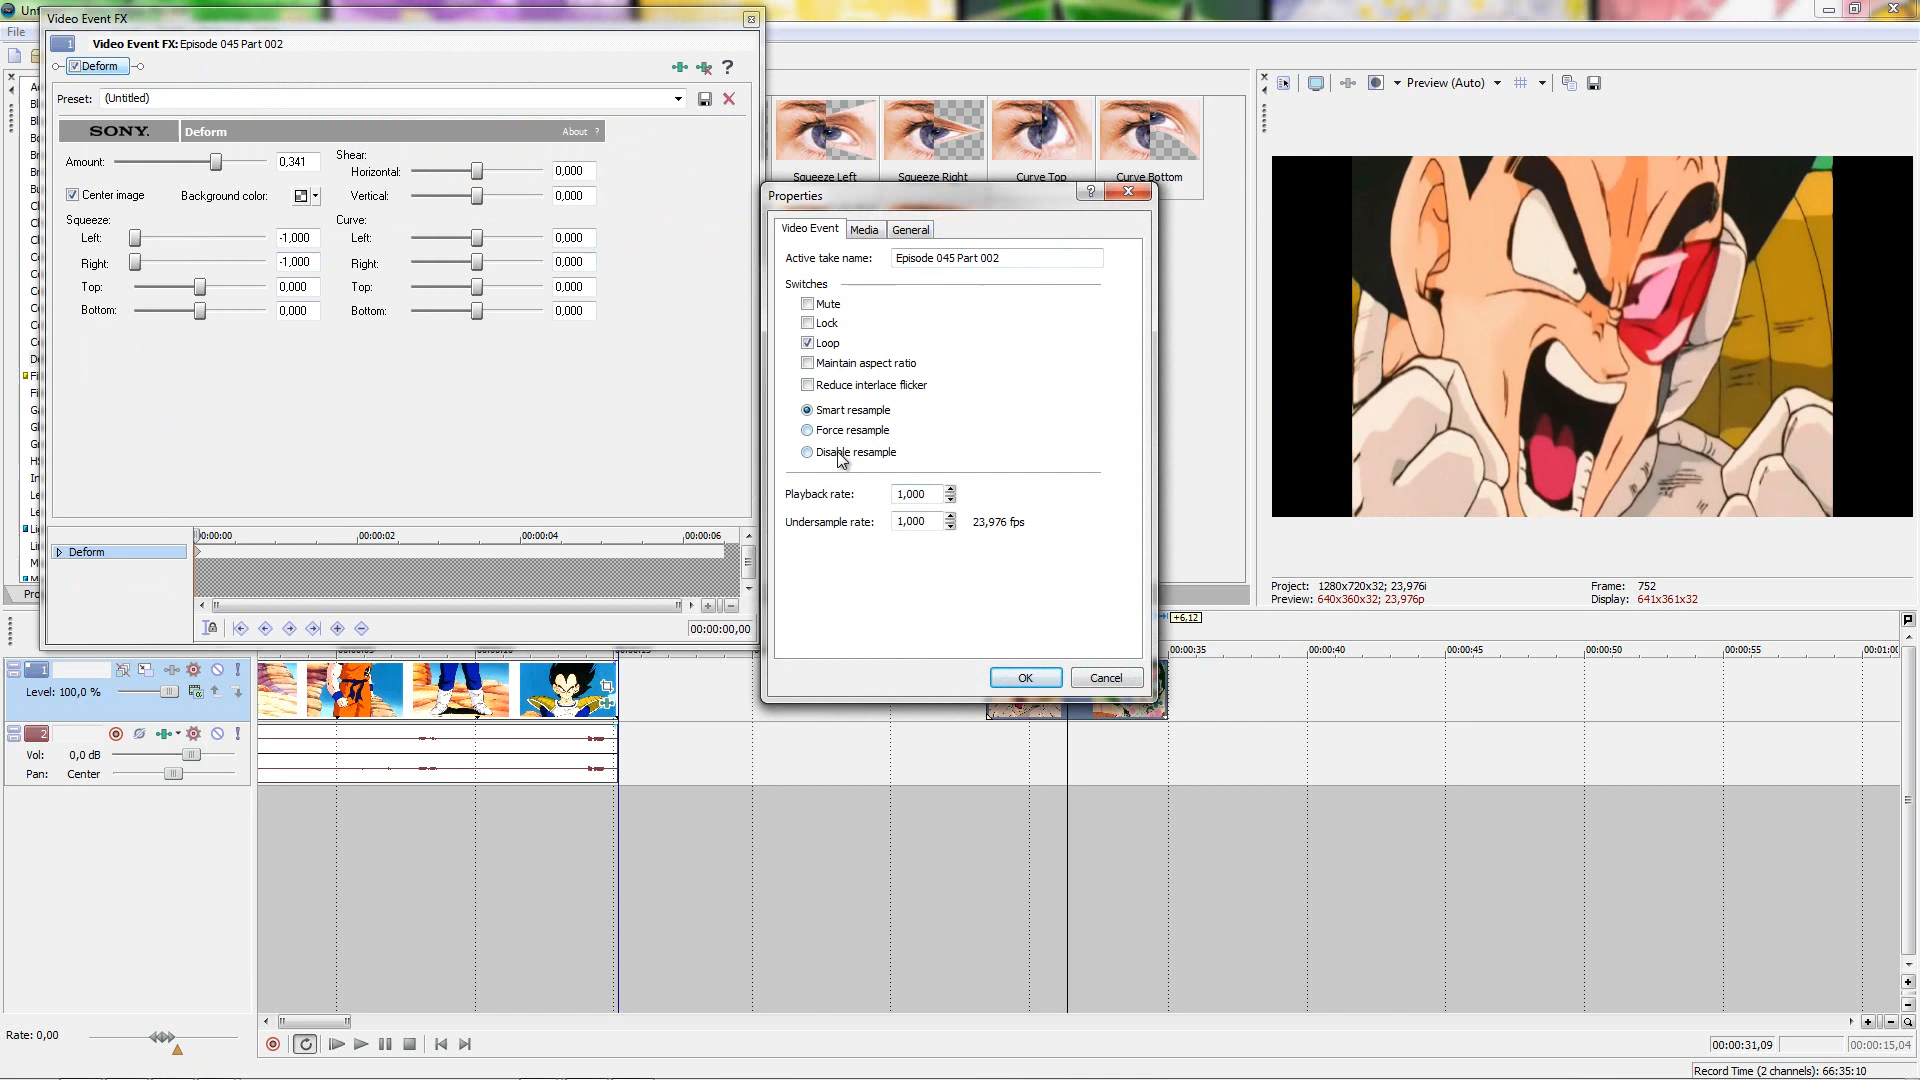 Video Event FX
File
1 Video Event FX: Episode 045 Part 002
Deform
Preset: (Untitled)
SONY. Deform About ?
Amount: 0,341
Center image Background color:
Squeeze:
Left: -1,000
Right: -1,000
Top: 0,000
Bottom: 0,000
Shear:
Horizontal: 0,000
Vertical: 0,000
Curve:
Left: 0,000
Right: 0,000
Top: 0,000
Bottom: 0,000
Deform
00:00:02 00:00:04 00:00:06
00:00:00,00
Squeeze Left Squeeze Right Curve Top Curve Bottom
Properties
Video Event Media General
Active take name: Episode 045 Part 002
Switches
Mute
Lock
Loop
Maintain aspect ratio
Reduce interlace flicker
Smart resample
Force resample
Disable resample
Playback rate: 1,000
Undersample rate: 1,000 23,976 fps
OK Cancel
Preview (Auto)
Project: 1280x720x32; 23,976i
Preview: 640x360x32; 23,976p
Frame: 752
Display: 641x361x32
+6,12
00:00:35 00:00:40 00:00:45 00:00:50 00:00:55
1
Level: 100,0 %
2
Vol: 0,0 dB
Pan: Center
Rate: 0,00
00:00:31,09 00:00:15,04
Record Time (2 channels): 66:35:10